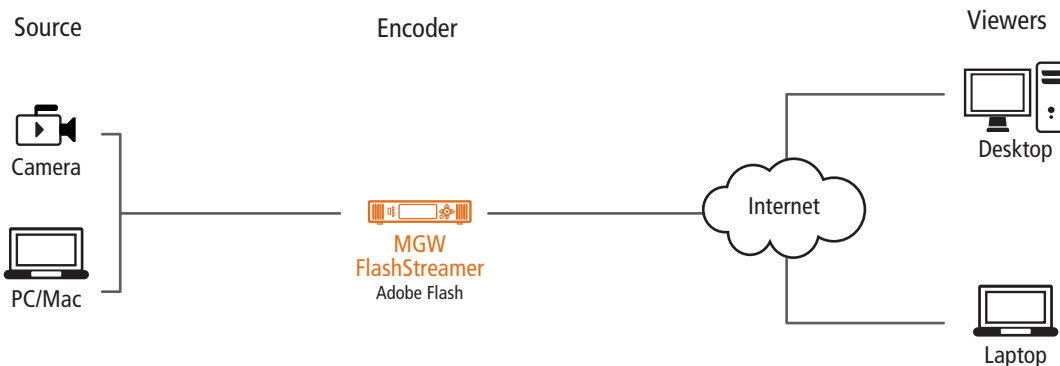 Source
Encoder
Viewers
Camera
PC/Mac
MGW
FlashStreamer
Adobe Flash
Internet
Desktop
Laptop